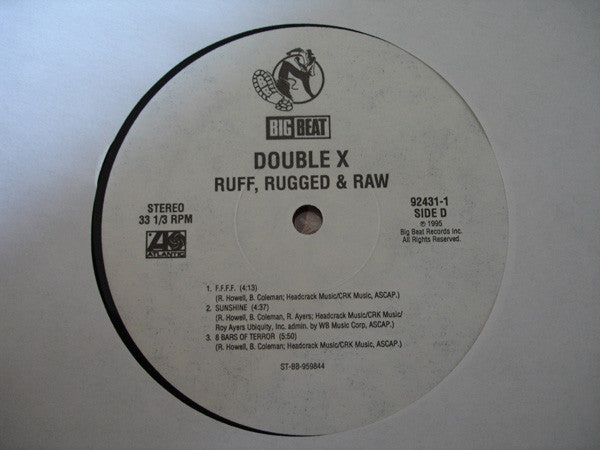 BIG BEAT
DOUBLE X
RUFF, RUGGED & RAW
STEREO
33 1/3 RPM
ATLANTIC
92431-1
SIDE D
℗ 1995
Big Beat Records Inc.
All Rights Reserved.
1. F.F.F.F. (4:13)
(R. Howell, B. Coleman; Headcrack Music/CRK Music, ASCAP.)
2. SUNSHINE (4:37)
(R. Howell, B. Coleman, R. Ayers; Headcrack Music/CRK Music/
Roy Ayers Ubiquity, Inc. admin. by WB Music Corp, ASCAP.)
3. 8 BARS OF TERROR (5:50)
(R. Howell, B. Coleman; Headcrack Music/CRK Music, ASCAP.)
ST-BB-959844